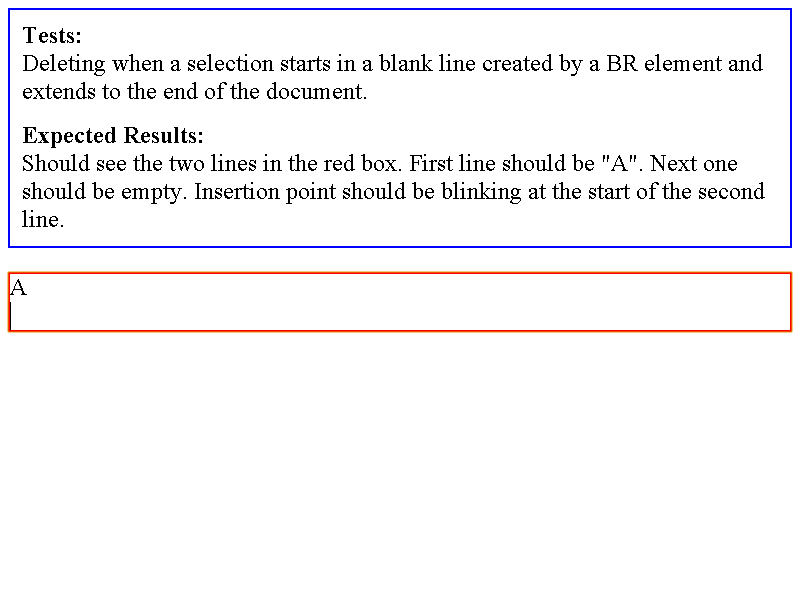 Tests:
Deleting when a selection starts in a blank line created by a BR element and
extends to the end of the document.
Expected Results:
Should see the two lines in the red box. First line should be "A". Next one
should be empty. Insertion point should be blinking at the start of the second
line.
A